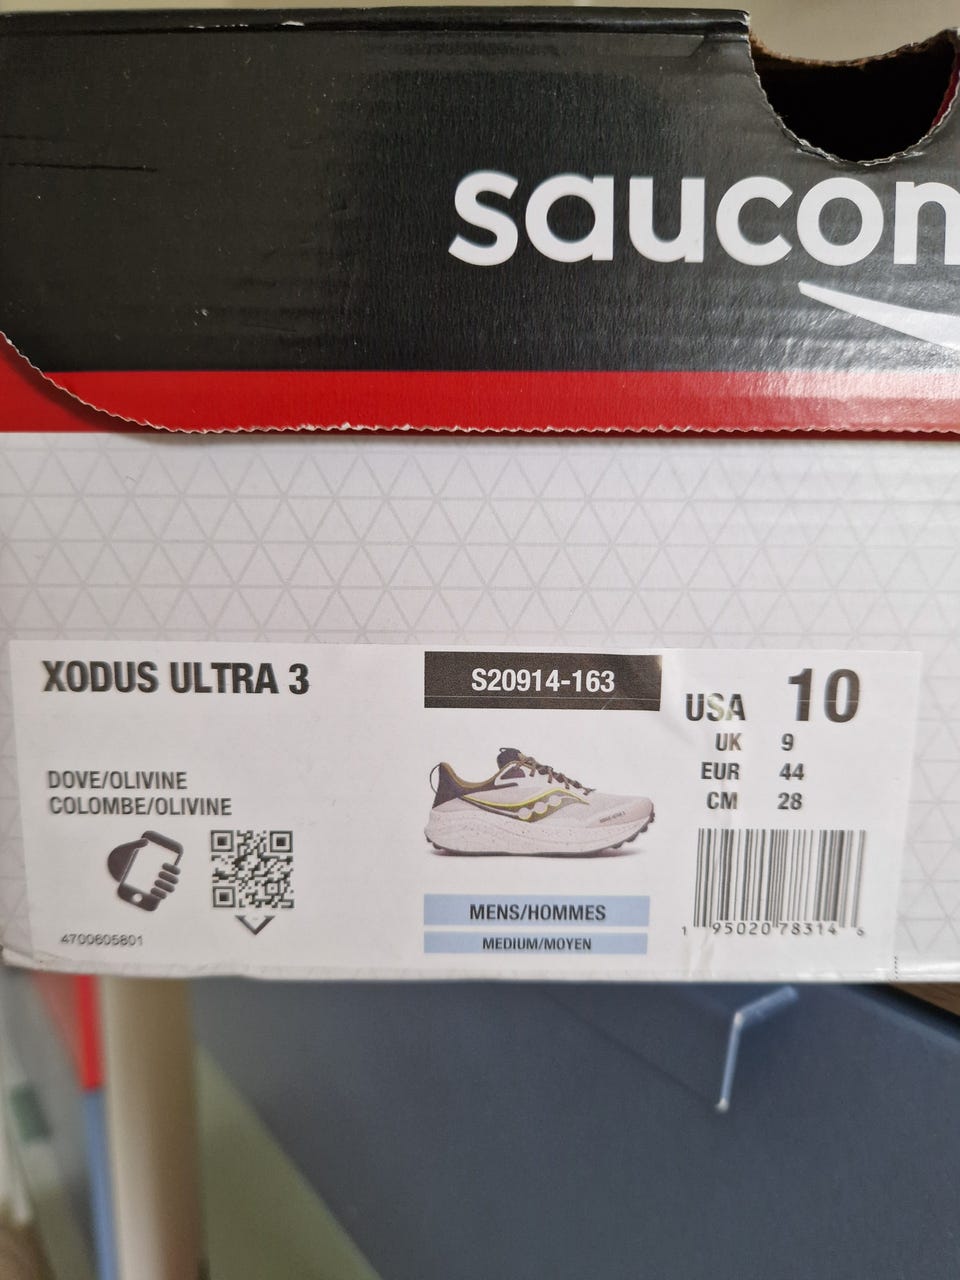 saucon
XODUS ULTRA 3
DOVE/OLIVINE
COLOMBE/OLIVINE
4700605801
S20914-163
MENS/HOMMES
MEDIUM/MOYEN
USA 10
UK 9
EUR 44
CM 28
1 95020 78314 6